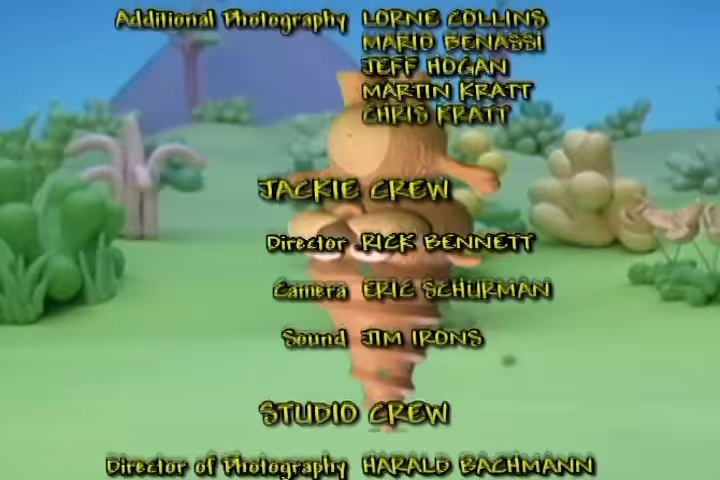 Additional Photography LORNE COLLINS
MARIO BENASSI
JEFF HOGAN
MARTIN KRATT
CHRIS KRATT
JACKIE CREW
Director RICK BENNETT
Camera ERIC SCHURMAN
Sound JIM IRONS
STUDIO CREW
Director of Photography HARALD BACHMANN